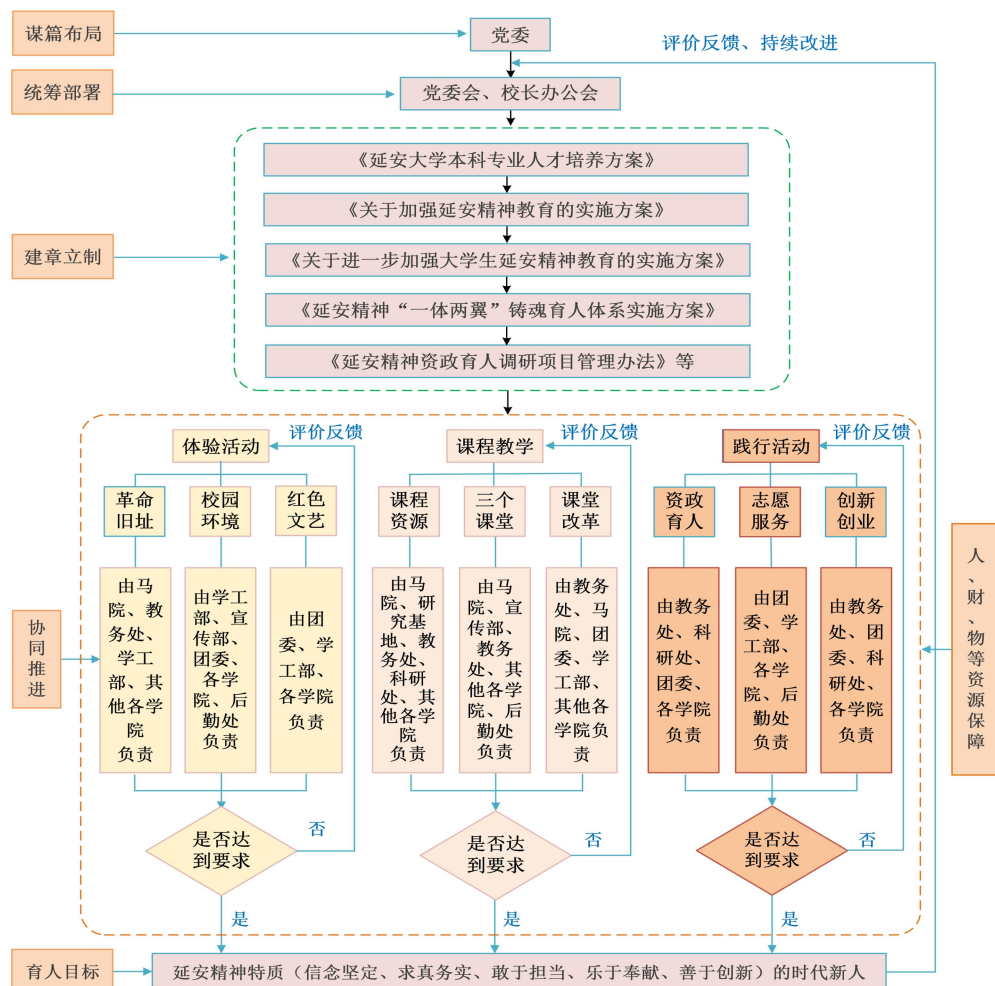 谋篇布局
党委
评价反馈、持续改进
统筹部署
党委会、校长办公会
《延安大学本科专业人才培养方案》
《关于加强延安精神教育的实施方案》
建章立制
《关于进一步加强大学生延安精神教育的实施方案》
《延安精神“一体两翼”铸魂育人体系实施方案》
《延安精神资政育人调研项目管理办法》等
体验活动
评价反馈
课程教学
评价反馈
践行活动
评价反馈
革命
旧址
校园
环境
红色
文艺
课程
资源
三个
课堂
课堂
改革
资政
育人
志愿
服务
创新
创业
协
同
推
进
由马
院、教
务处、
学工
部、其
他各学
院
负责
由学工
部、宣
传部、
团委、
各学
院、后
勤处
负责
由团
委、学
工部、
各学院
负责
由马
院、研
究基
地、教
务处、
科研
处、其
他各学
院
负责
由马
院、宣
传部、
教务
处、其
他各学
院、后
勤处
负责
由教务
处、马
院、团
委、学
工部、
其他各
学院负
责
由教务
处、科
研处、
团委、
各学院
负责
由团
委、学
工部、
各学
院、后
勤处
负责
由教务
处、团
委、科
研处、
各学院
负责
人
、
财
、
物
等
资
源
保
障
是否达
到要求
否
是
是否达
到要求
否
是
是否达
到要求
否
是
育人目标
延安精神特质（信念坚定、求真务实、敢于担当、乐于奉献、善于创新）的时代新人